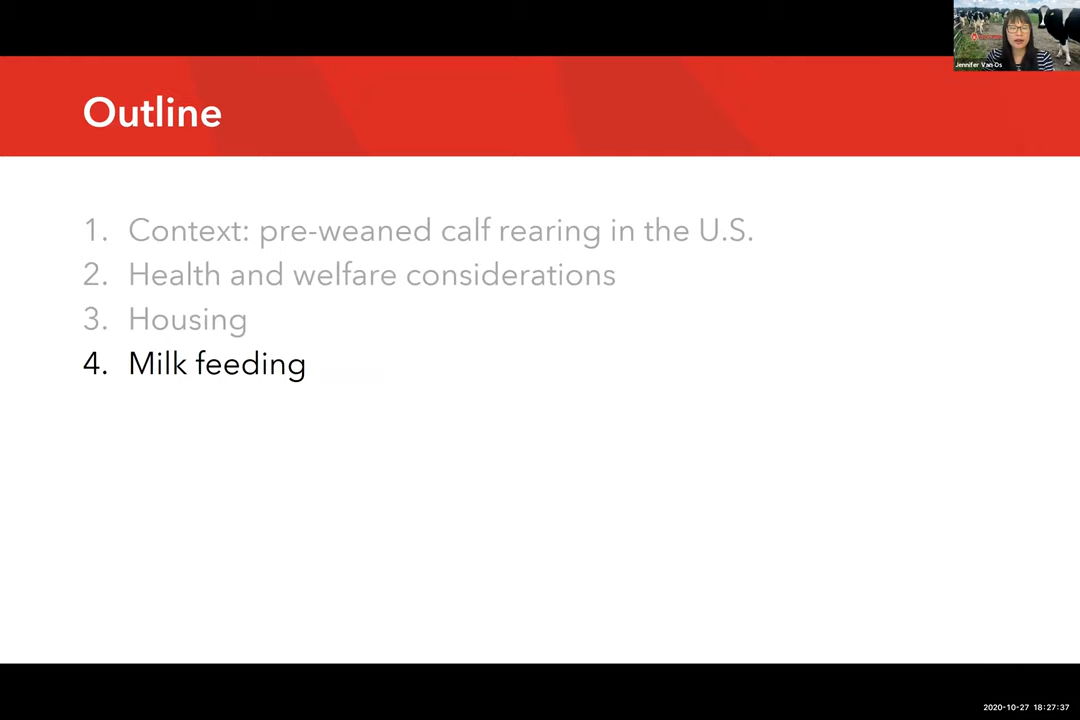 Jennifer Van Os
Outline
1. Context: pre-weaned calf rearing in the U.S.
2. Health and welfare considerations
3. Housing
4. Milk feeding
2020-10-27 18:27:37